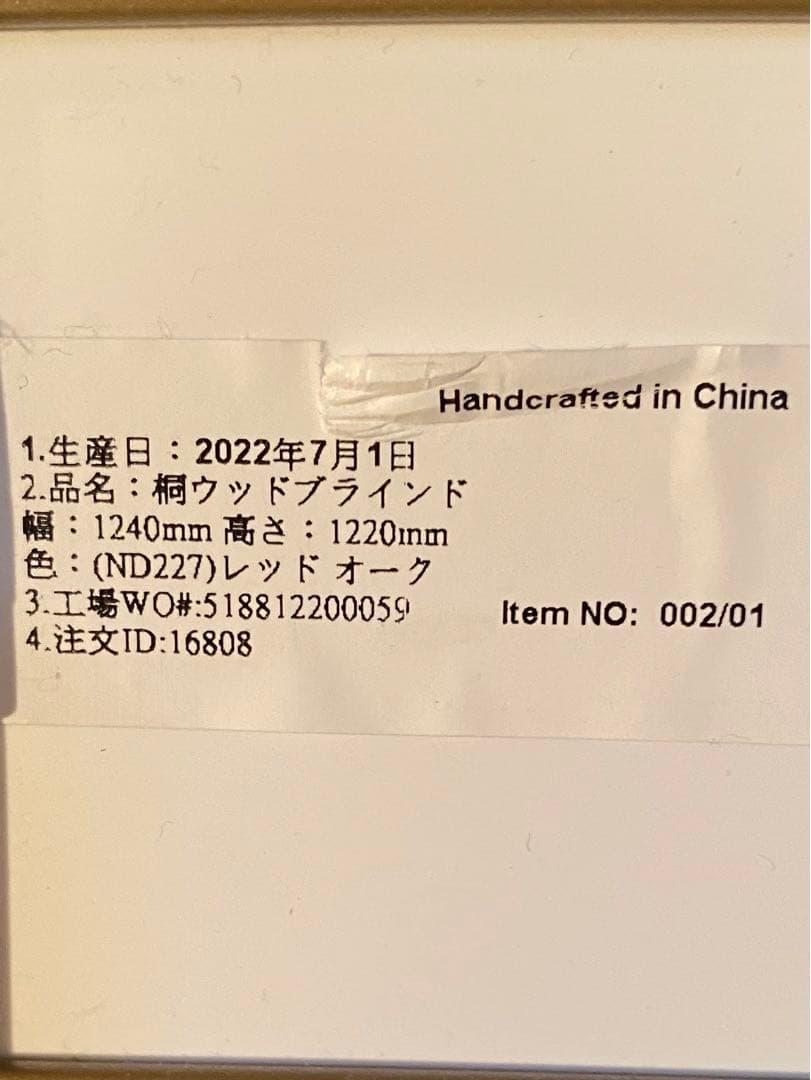 Handcrafted in China
1.生産日：2022年7月1日
2.品名：桐ウッドブラインド
幅：1240mm 高さ：1220mm
色：(ND227)レッド オーク
3.工場WO#:518812200059
Item NO: 002/01
4.注文ID:16808